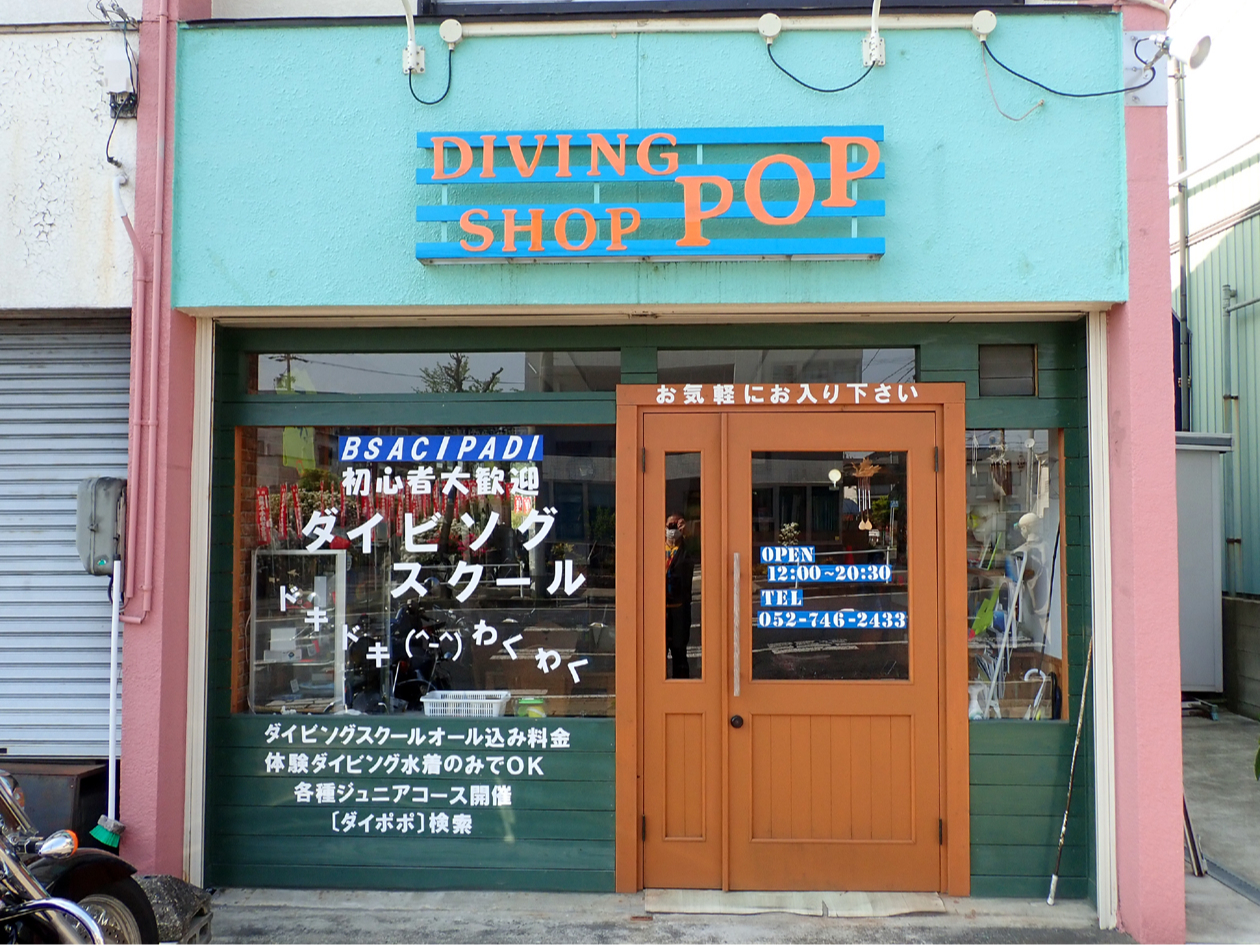 DIVING
SHOP POP
お気軽にお入り下さい
BSAC|PADI
初心者大歓迎
ダイビング
スクール
ドキ
ドキ(^-^)わくわく
OPEN
12:00~20:30
TEL
052-746-2433
ダイビングスクールオール込み料金
体験ダイビング水着のみでOK
各種ジュニアコース開催
〔ダイポポ〕検索